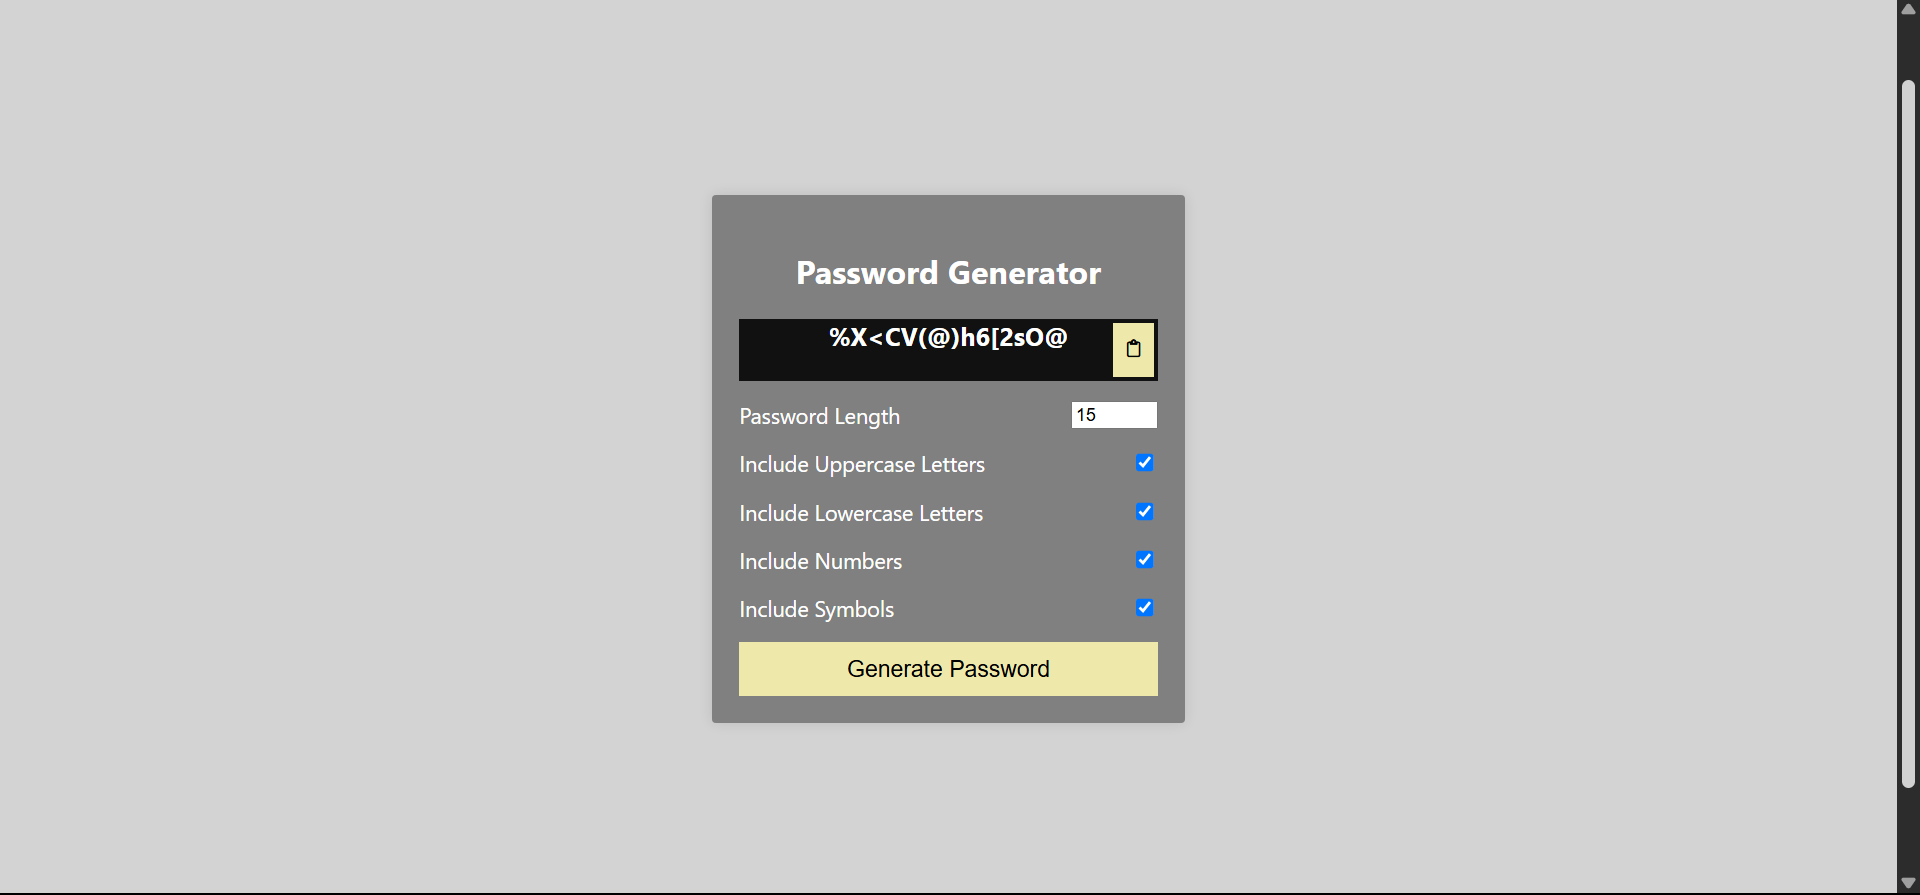 Password Generator
%X<CV(@)h6[2sO@
Password Length 15
Include Uppercase Letters
Include Lowercase Letters
Include Numbers
Include Symbols
Generate Password